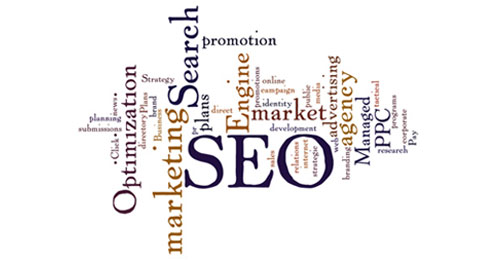 promotion
Search
Strategy
Optimization
marketing
news
planning
submissions
Click
directory
Plans
brand
Business
plans
pr
direct
Engine
promotions
online
campaign
identity
market
development
SEO
public
media
advertising
web
agency
branding
Managed
PPC
tactical
programs
corporate
research
Pay
sales
relations
internet
strategic